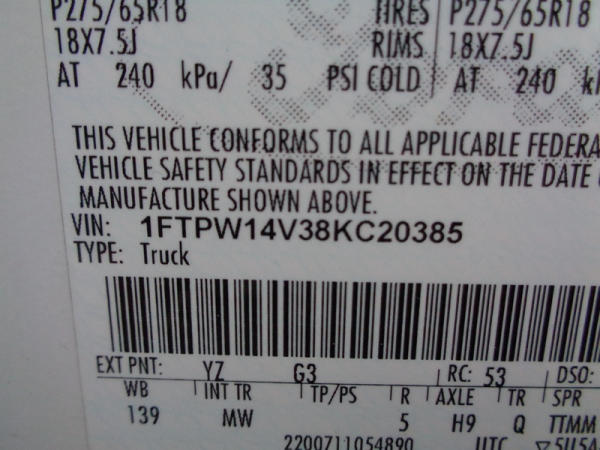 P275/65R18 TIRES P275/65R18
18X7.5J RIMS 18X7.5J
AT 240 kPa/ 35 PSI COLD AT 240
THIS VEHICLE CONFORMS TO ALL APPLICABLE FEDERA
VEHICLE SAFETY STANDARDS IN EFFECT ON THE DATE
MANUFACTURE SHOWN ABOVE.
VIN: 1FTPW14V38KC20385
TYPE: Truck
EXT PNT: YZ G3 RC: 53 DSO:
WB INT TR TP/PS R AXLE TR SPR
139 MW 5 H9 Q TTMM
2200711054890 UTC